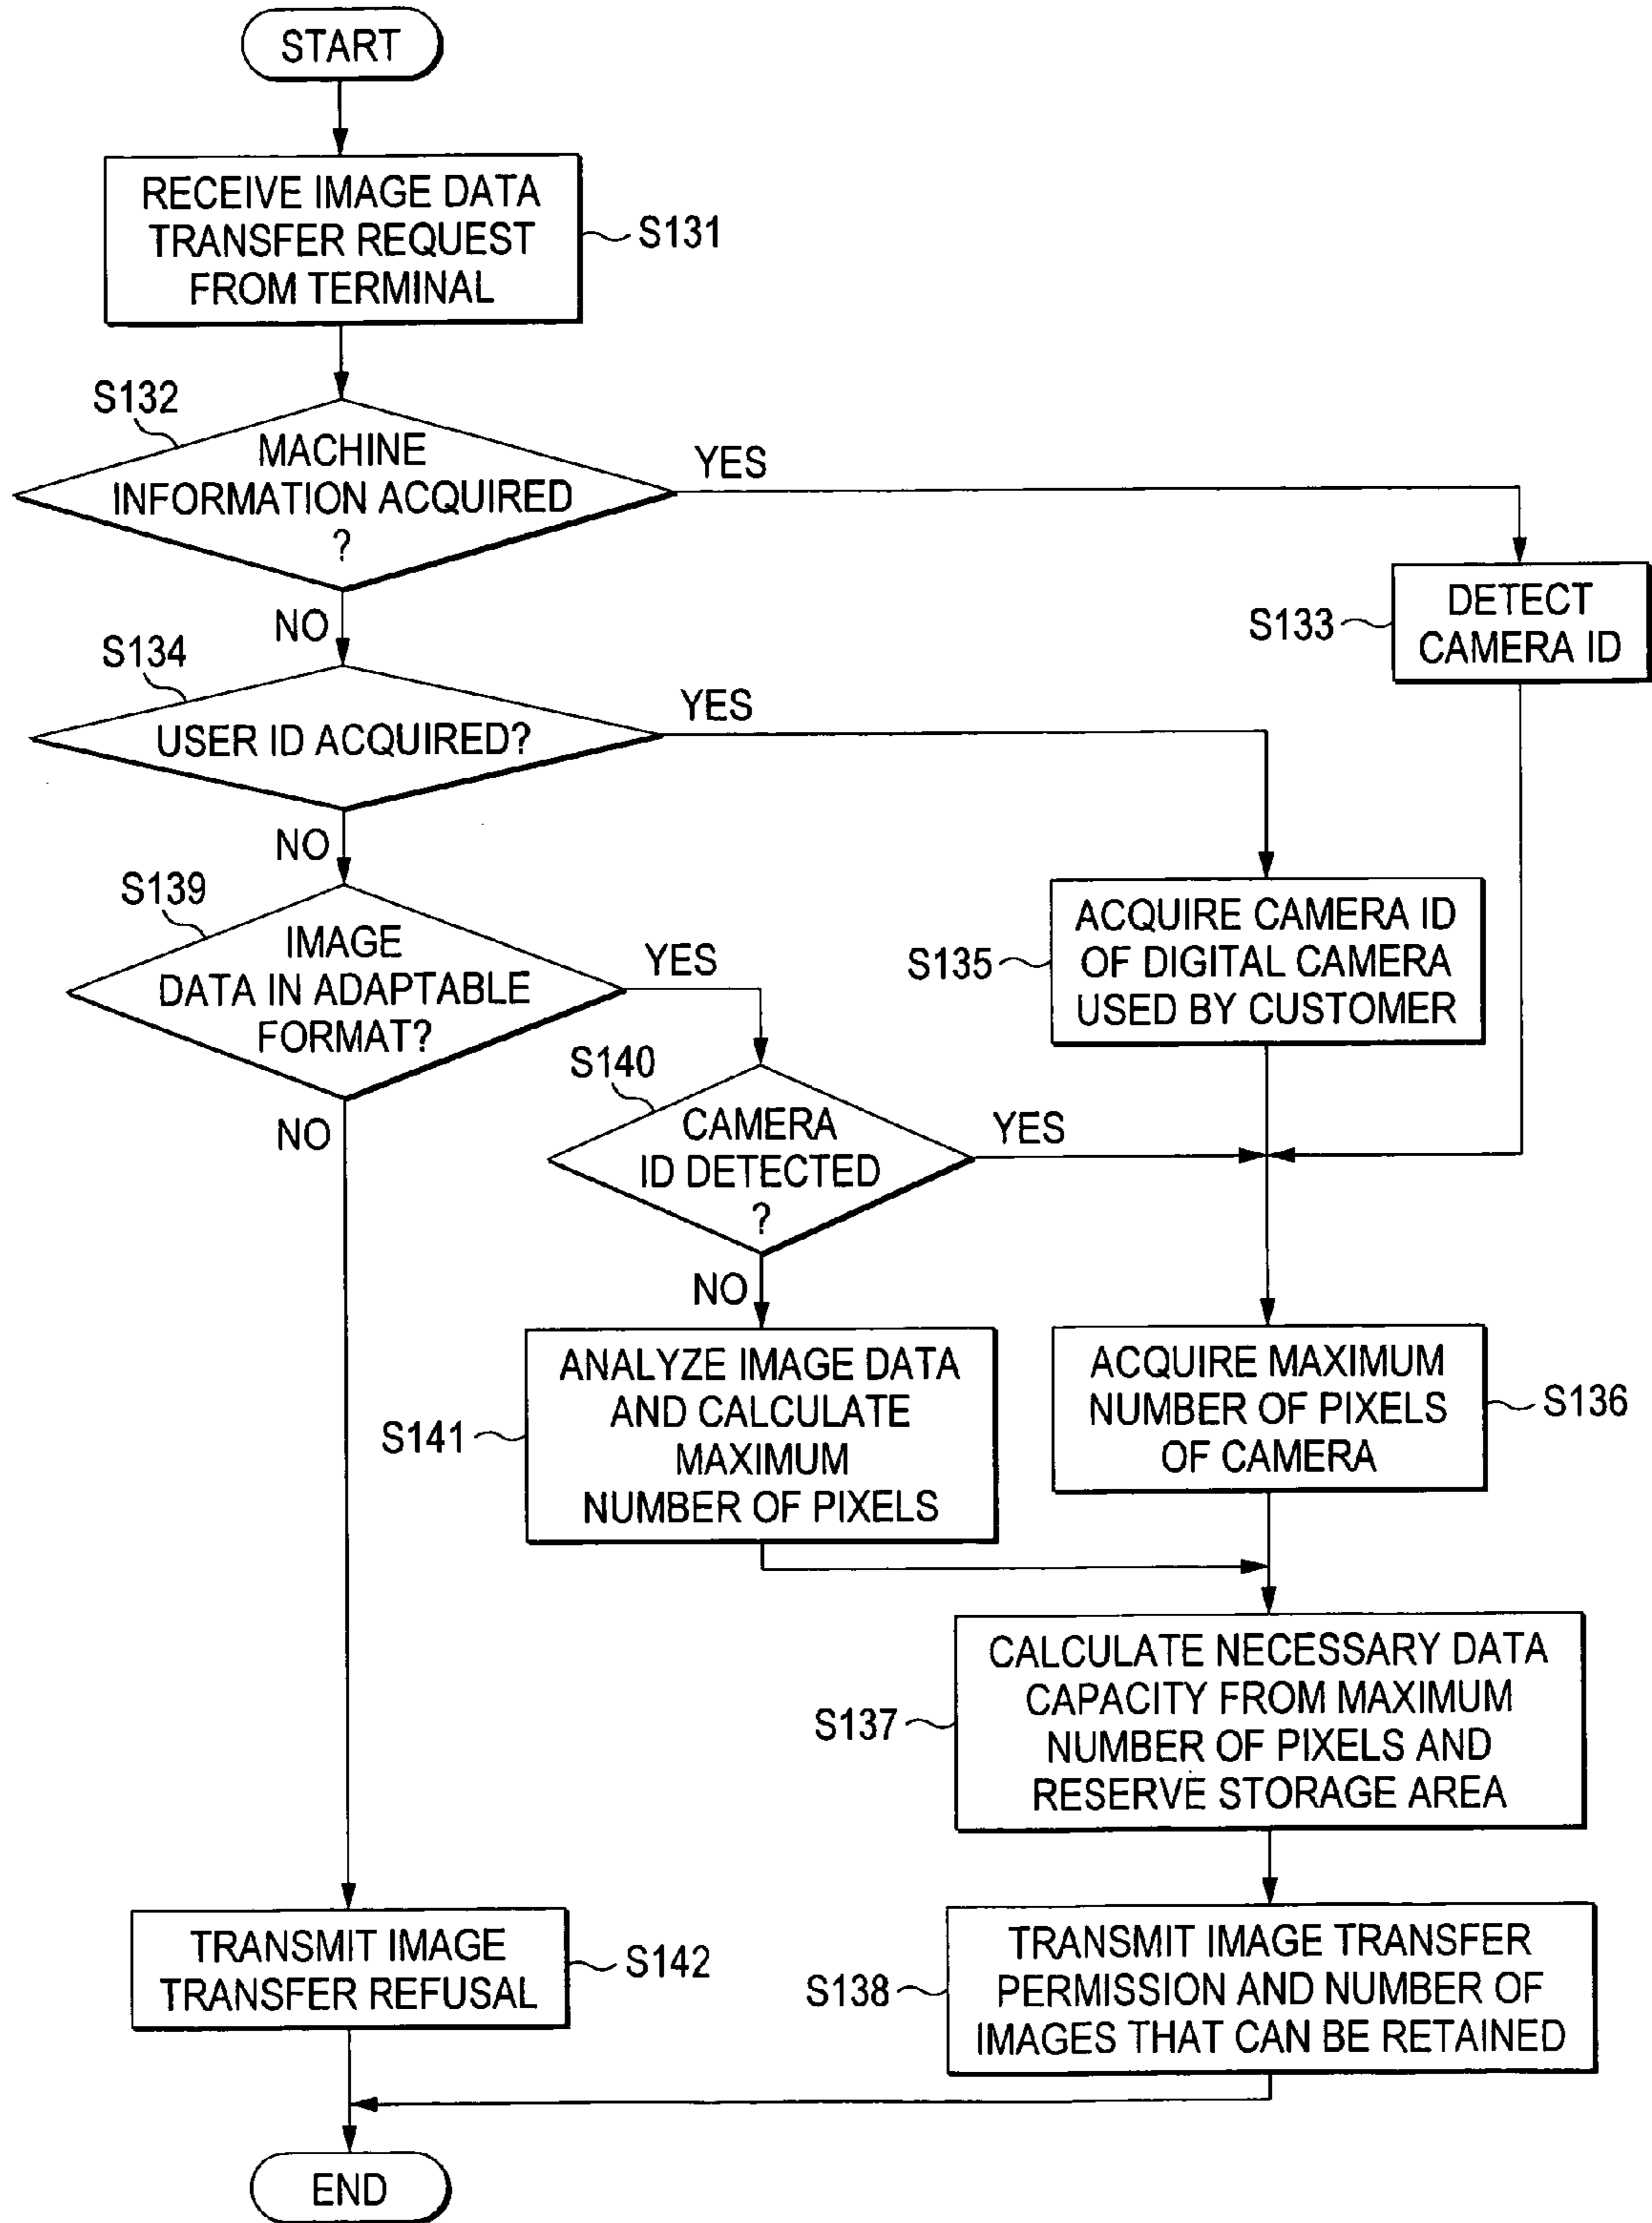 START
RECEIVE IMAGE DATA
TRANSFER REQUEST
FROM TERMINAL
S131
S132
MACHINE
INFORMATION ACQUIRED
?
YES
NO
DETECT
CAMERA ID
S133
S134
USER ID ACQUIRED?
YES
NO
S139
IMAGE
DATA IN ADAPTABLE
FORMAT?
YES
NO
ACQUIRE CAMERA ID
OF DIGITAL CAMERA
USED BY CUSTOMER
S135
S140
CAMERA
ID DETECTED
?
YES
NO
ANALYZE IMAGE DATA
AND CALCULATE
MAXIMUM
NUMBER OF PIXELS
S141
ACQUIRE MAXIMUM
NUMBER OF PIXELS
OF CAMERA
S136
CALCULATE NECESSARY DATA
CAPACITY FROM MAXIMUM
NUMBER OF PIXELS AND
RESERVE STORAGE AREA
S137
TRANSMIT IMAGE
TRANSFER REFUSAL
S142
TRANSMIT IMAGE TRANSFER
PERMISSION AND NUMBER OF
IMAGES THAT CAN BE RETAINED
S138
END